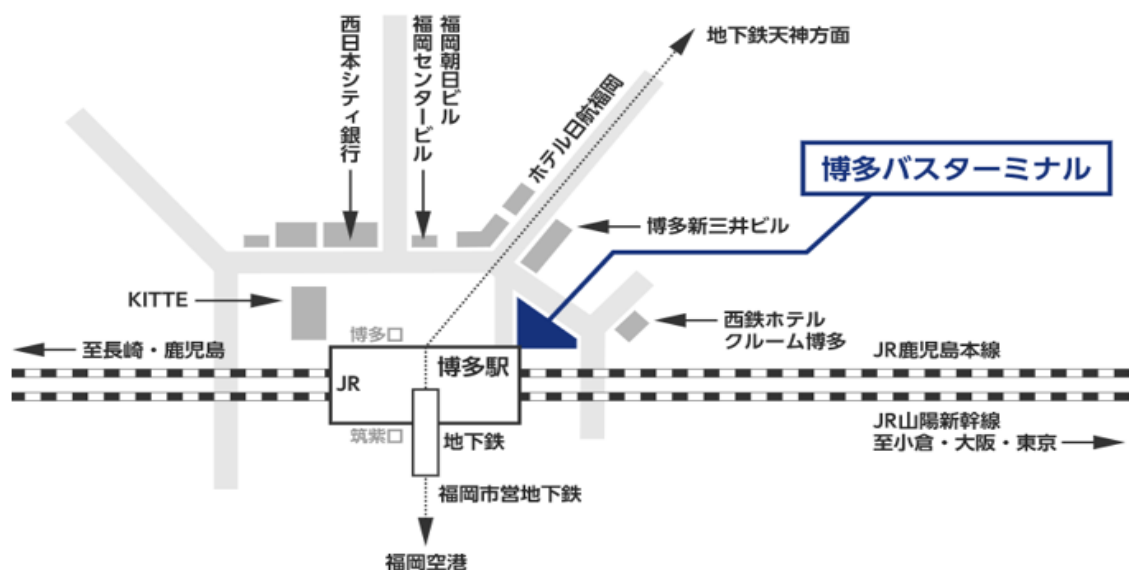 西日本シティ銀行
福岡朝日ビル
福岡センタービル
ホテル日航福岡
地下鉄天神方面
博多バスターミナル
博多新三井ビル
KITTE
西鉄ホテル
クルーム博多
博多口
至長崎・鹿児島
JR
博多駅
JR鹿児島本線
筑紫口
地下鉄
JR山陽新幹線
至小倉・大阪・東京
福岡市営地下鉄
福岡空港